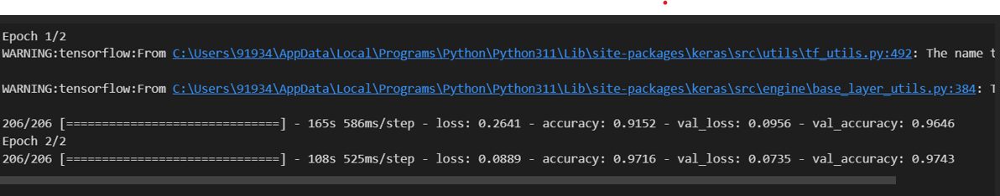 Epoch 1/2
WARNING:tensorflow:From C:\Users\91934\AppData\Local\Programs\Python\Python311\Lib\site-packages\keras\src\utils\tf_utils.py:492: The name t
WARNING:tensorflow:From C:\Users\91934\AppData\Local\Programs\Python\Python311\Lib\site-packages\keras\src\engine\base_layer_utils.py:384: T
206/206 [==============================] - 165s 586ms/step - loss: 0.2641 - accuracy: 0.9152 - val_loss: 0.0956 - val_accuracy: 0.9646
Epoch 2/2
206/206 [==============================] - 108s 525ms/step - loss: 0.0889 - accuracy: 0.9716 - val_loss: 0.0735 - val_accuracy: 0.9743